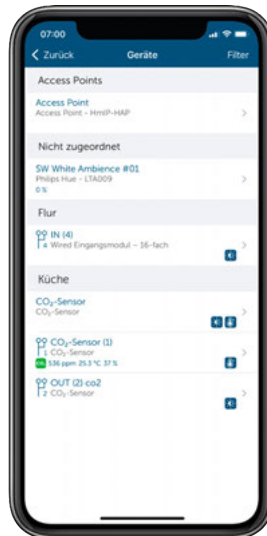 07:00
Zurück Geräte Filter
Access Points
Access Point
Access Point - HmIP-HAP
Nicht zugeordnet
SW White Ambience #01
Philips Hue - LTA009
0 %
Flur
IN (4)
4 Wired Eingangsmodul – 16-fach
Küche
CO₂-Sensor
CO₂-Sensor
CO₂-Sensor (1)
1 CO₂-Sensor
536 ppm 25.3 °C 37 %
OUT (2) co2
2 CO₂-Sensor